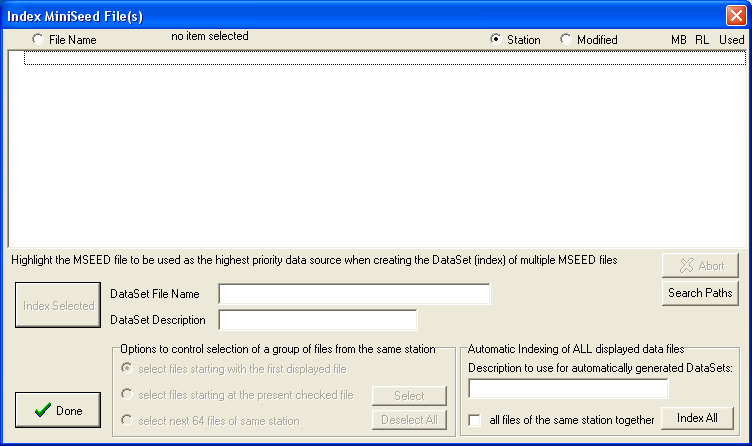 Index MiniSeed File(s)
File Name no item selected Station Modified MB RL Used
Highlight the MSEED file to be used as the highest priority data source when creating the DataSet (index) of multiple MSEED files
Abort
Index Selected
DataSet File Name
Search Paths
DataSet Description
Options to control selection of a group of files from the same station
select files starting with the first displayed file
select files starting at the present checked file
Select
select next 64 files of same station
Deselect All
Automatic Indexing of ALL displayed data files
Description to use for automatically generated DataSets:
all files of the same station together
Index All
Done